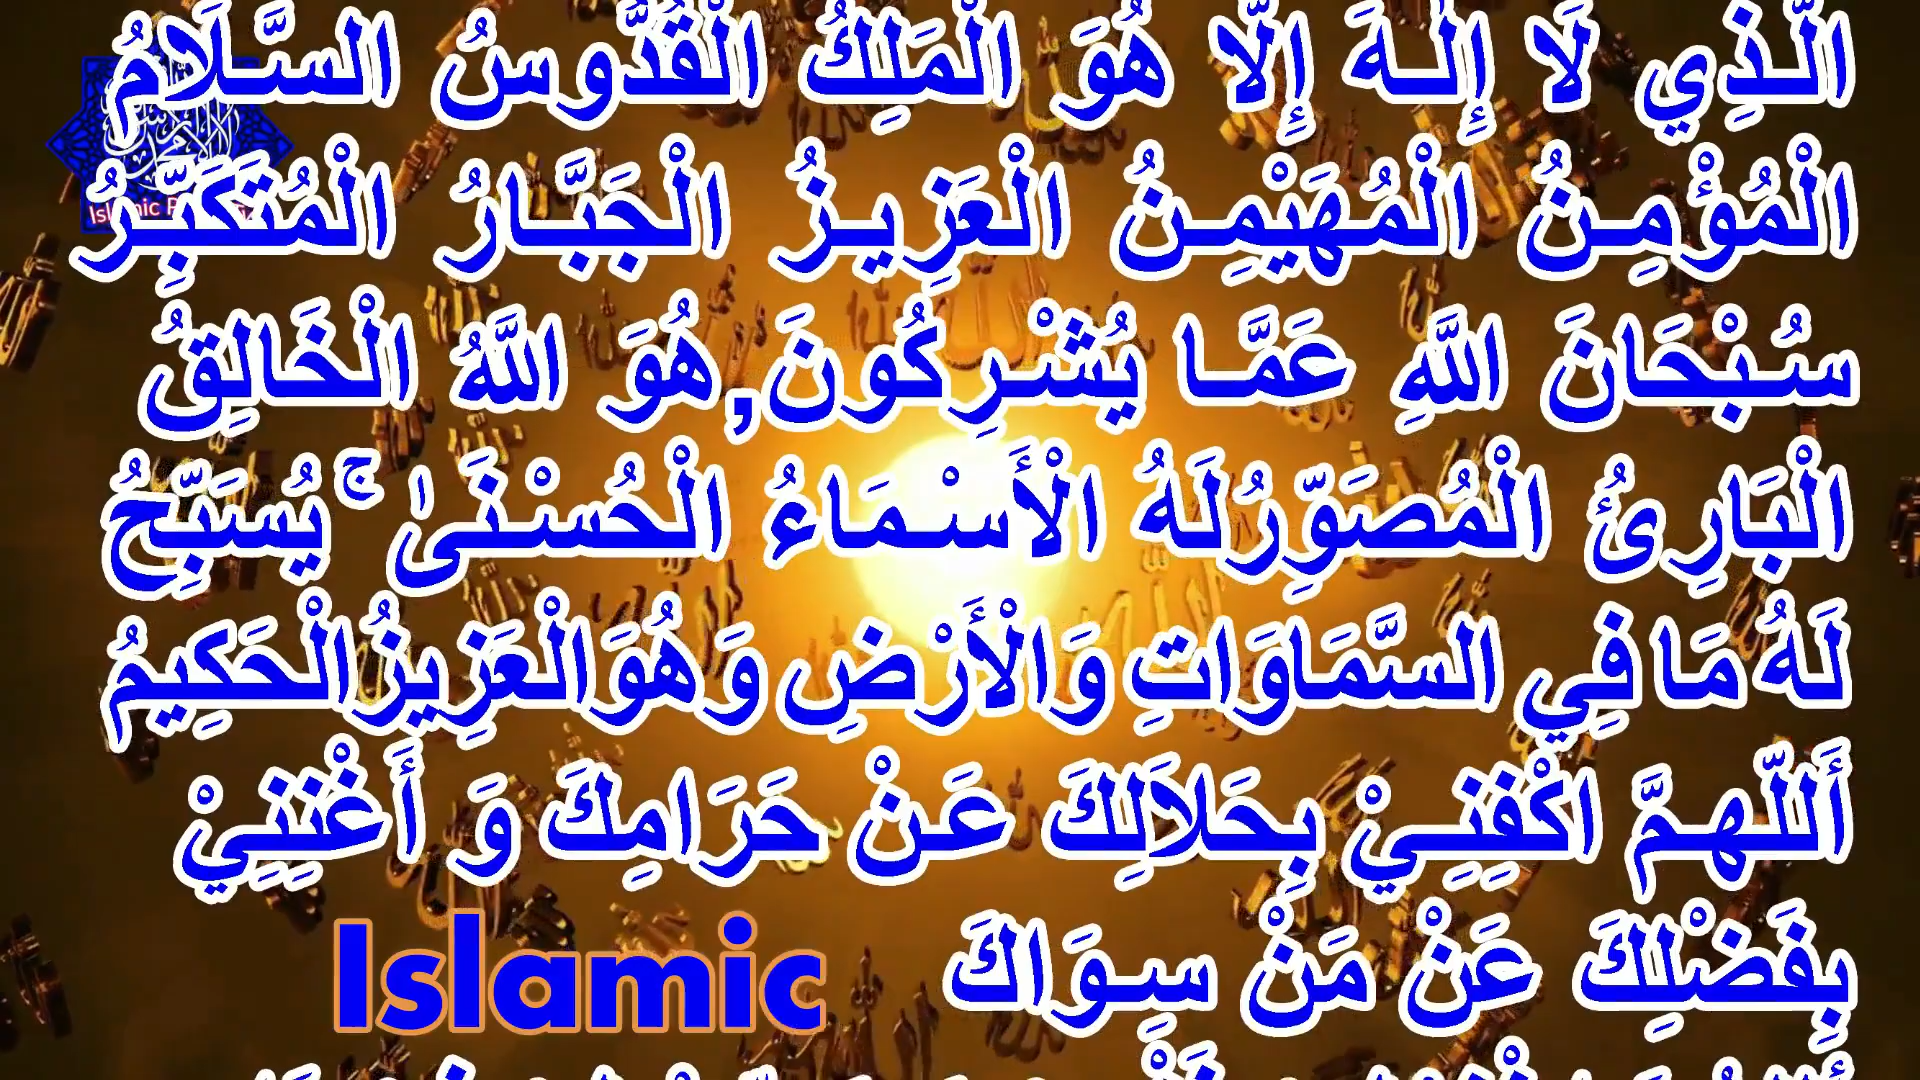 الَّذِي لَا إِلَٰهَ إِلَّا هُوَ الْمَلِكُ الْقُدُّوسُ السَّلَامُ
الْمُؤْمِنُ الْمُهَيْمِنُ الْعَزِيزُ الْجَبَّارُ الْمُتَكَبِّرُ
سُبْحَانَ اللَّهِ عَمَّا يُشْرِكُونَ,هُوَ اللَّهُ الْخَالِقُ
الْبَارِئُ الْمُصَوِّرُلَهُ الْأَسْمَاءُ الْحُسْنَىٰ ۚ يُسَبِّحُ
لَهُ مَا فِي السَّمَاوَاتِ وَالْأَرْضِ وَهُوَالْعَزِيزُالْحَكِيمُ
أَللّهمَّ اكْفِنِيْ بِحَلاَلِكَ عَنْ حَرَامِكَ وَ أَغْنِنِيْ
بِفَضْلِكَ عَنْ مَنْ سِوَاكَ
Islamic